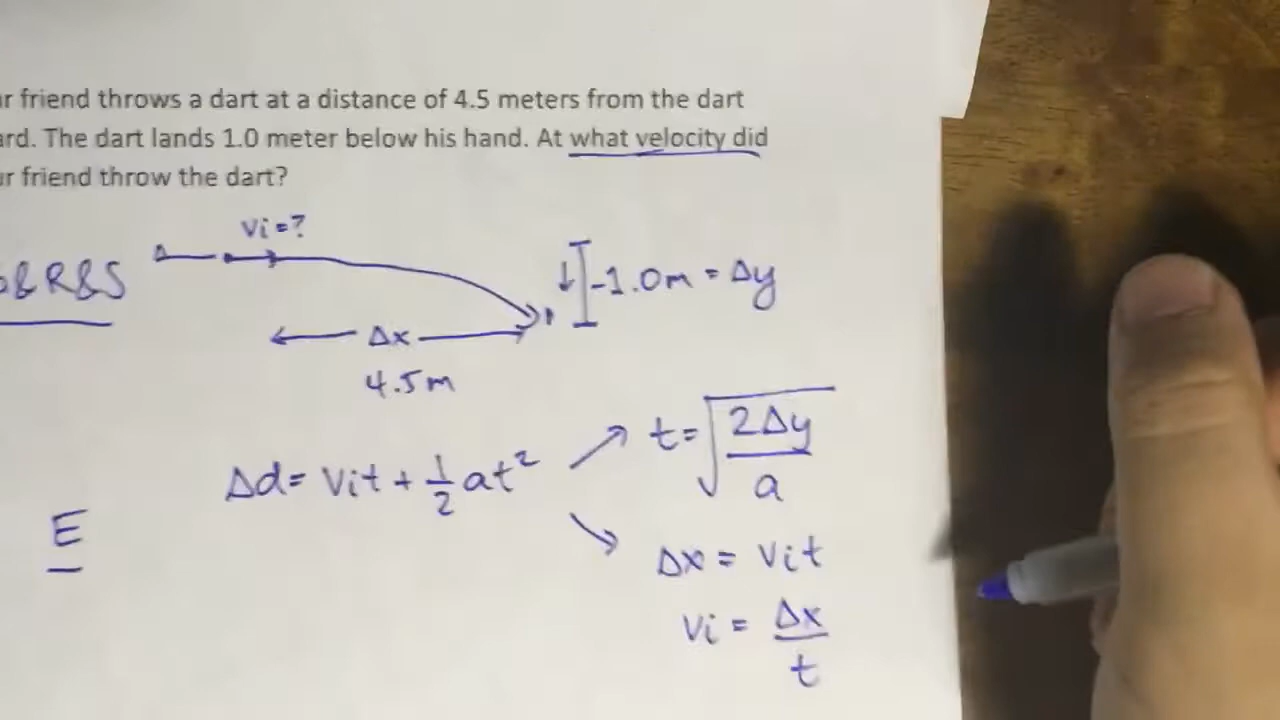 friend throws a dart at a distance of 4.5 meters from the dart
The dart lands 1.0 meter below his hand. At what velocity did
friend throw the dart?
Vi=?
&R&S
-1.0m = Δy
Δx
4.5m
t=√(2Δy/a)
Δd= Vit + 1/2 at²
E
Δx = Vit
Vi = Δx/t